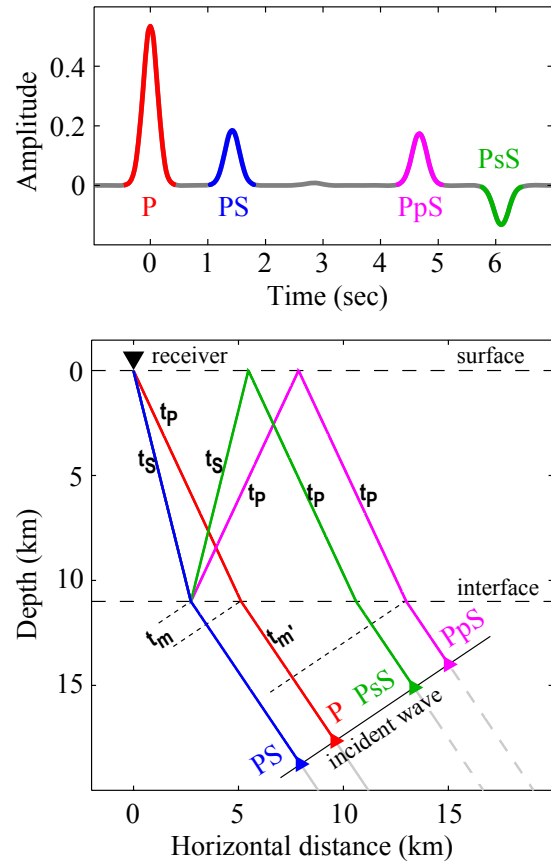 Amplitude
0.4
0.2
0
P
PS
PpS
PsS
0 1 2 3 4 5 6
Time (sec)
receiver
surface
0
5
10
15
Depth (km)
tP
tS
tS
tP
tP
tP
interface
tm
tm'
PS
P
PsS
PpS
incident wave
0 5 10 15
Horizontal distance (km)